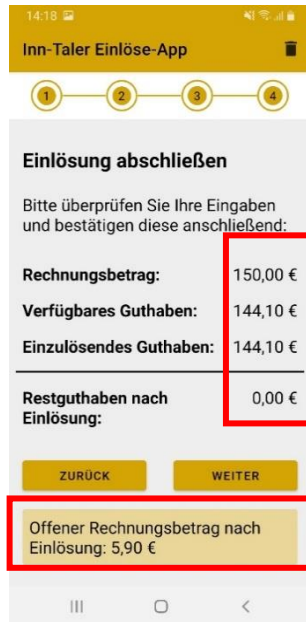 14:18
Inn-Taler Einlöse-App
1 2 3 4
Einlösung abschließen
Bitte überprüfen Sie Ihre Eingaben
und bestätigen diese anschließend:
Rechnungsbetrag: 150,00 €
Verfügbares Guthaben: 144,10 €
Einzulösendes Guthaben: 144,10 €
Restguthaben nach 0,00 €
Einlösung:
ZURÜCK WEITER
Offener Rechnungsbetrag nach
Einlösung: 5,90 €